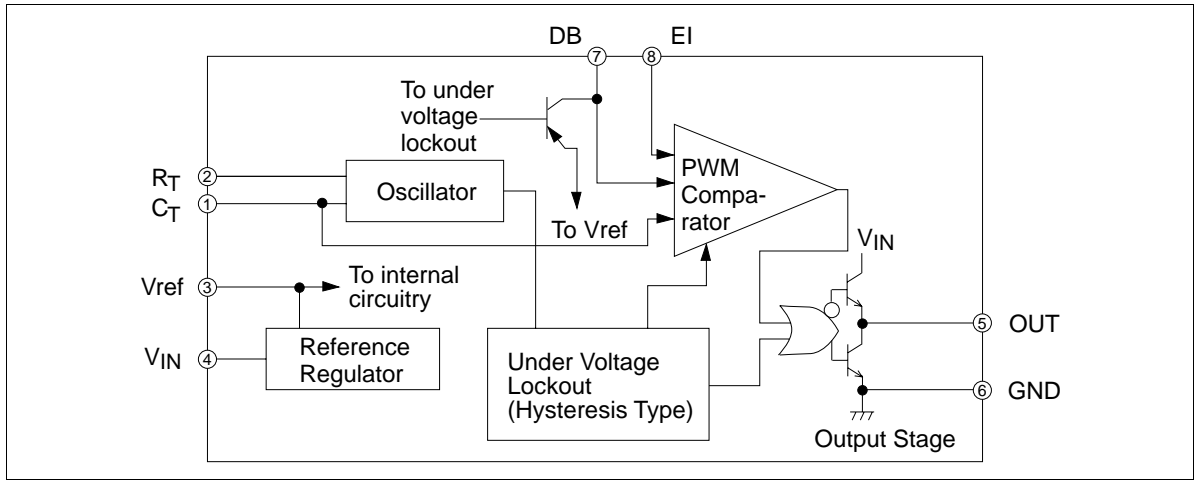 DB
EI
7
8
To under
voltage
lockout
RT
2
CT
1
Oscillator
To Vref
PWM
Compa-
rator
VIN
Vref
3
To internal
circuitry
VIN
4
Reference
Regulator
Under Voltage
Lockout
(Hysteresis Type)
5
OUT
6
GND
Output Stage